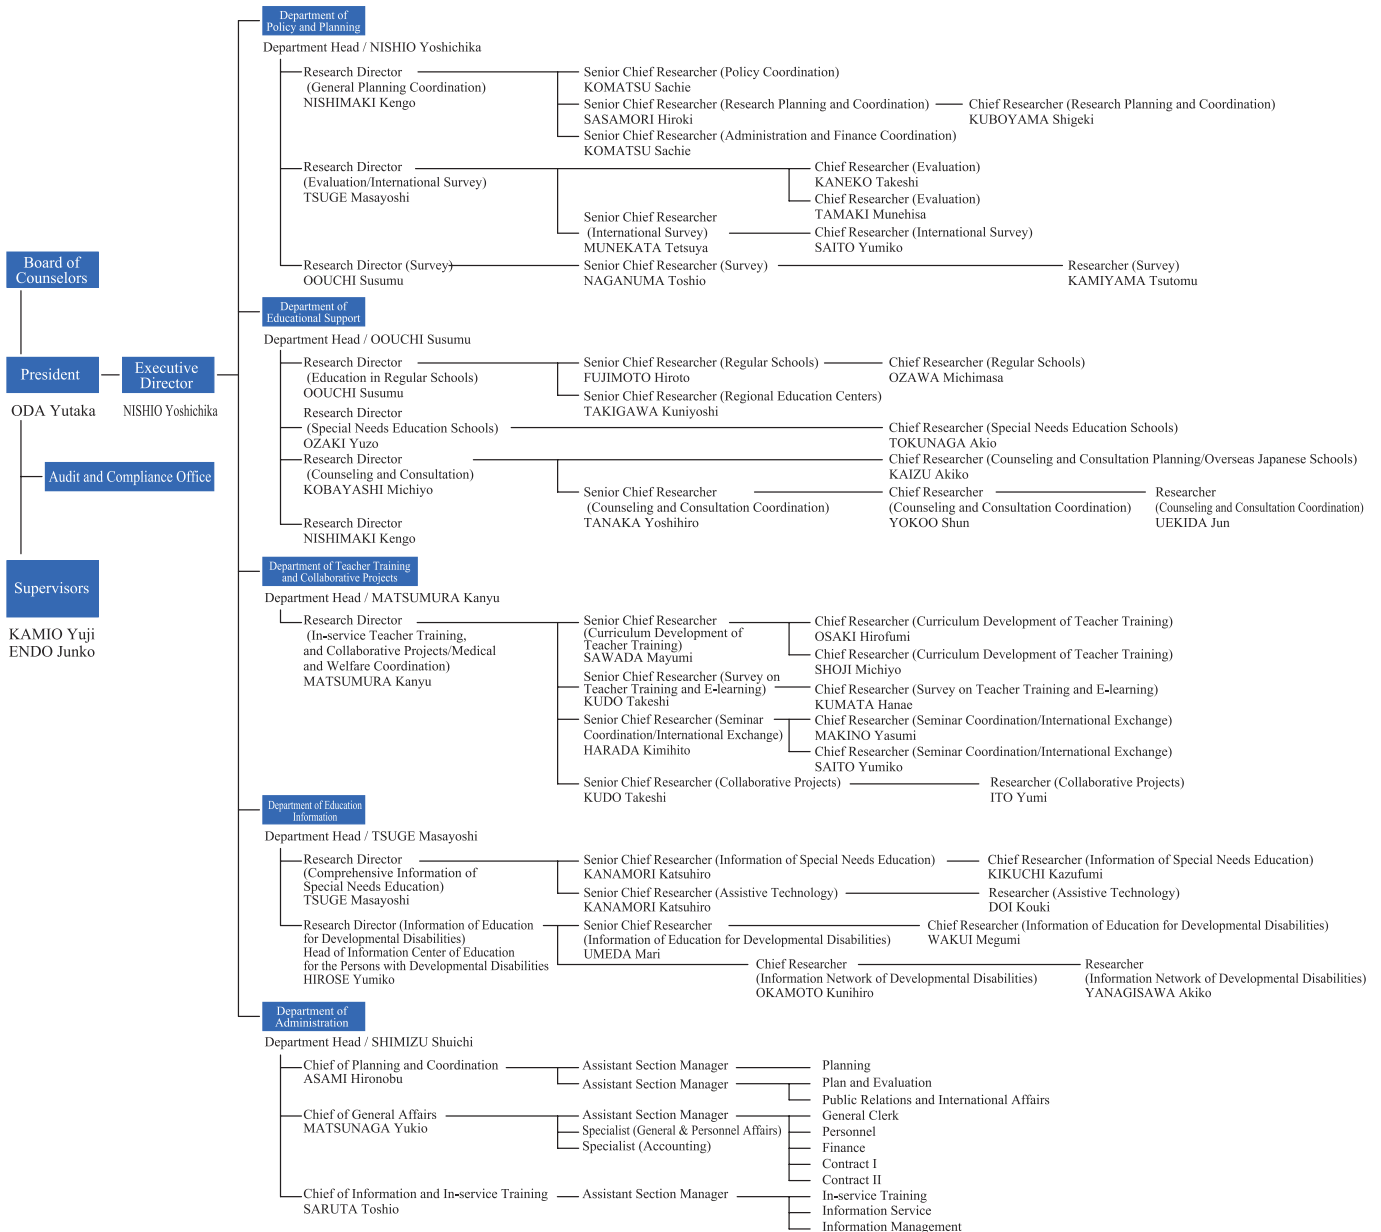 Board of
Counselors
President
ODA Yutaka
Executive
Director
NISHIO Yoshichika
Audit and Compliance Office
Supervisors
KAMIO Yuji
ENDO Junko
Department of
Policy and Planning
Department Head / NISHIO Yoshichika
Research Director
(General Planning Coordination)
NISHIMAKI Kengo
Senior Chief Researcher (Policy Coordination)
KOMATSU Sachie
Senior Chief Researcher (Research Planning and Coordination)
SASAMORI Hiroki
Chief Researcher (Research Planning and Coordination)
KUBOYAMA Shigeki
Senior Chief Researcher (Administration and Finance Coordination)
KOMATSU Sachie
Research Director
(Evaluation/International Survey)
TSUGE Masayoshi
Chief Researcher (Evaluation)
KANEKO Takeshi
Chief Researcher (Evaluation)
TAMAKI Munehisa
Senior Chief Researcher
(International Survey)
MUNEKATA Tetsuya
Chief Researcher (International Survey)
SAITO Yumiko
Research Director (Survey)
OOUCHI Susumu
Senior Chief Researcher (Survey)
NAGANUMA Toshio
Researcher (Survey)
KAMIYAMA Tsutomu
Department of
Educational Support
Department Head / OOUCHI Susumu
Research Director
(Education in Regular Schools)
OOUCHI Susumu
Senior Chief Researcher (Regular Schools)
FUJIMOTO Hiroto
Chief Researcher (Regular Schools)
OZAWA Michimasa
Senior Chief Researcher (Regional Education Centers)
TAKIGAWA Kuniyoshi
Research Director
(Special Needs Education Schools)
OZAKI Yuzo
Chief Researcher (Special Needs Education Schools)
TOKUNAGA Akio
Research Director
(Counseling and Consultation)
KOBAYASHI Michiyo
Chief Researcher (Counseling and Consultation Planning/Overseas Japanese Schools)
KAIZU Akiko
Senior Chief Researcher
(Counseling and Consultation Coordination)
TANAKA Yoshihiro
Chief Researcher
(Counseling and Consultation Coordination)
YOKOO Shun
Researcher
(Counseling and Consultation Coordination)
UEKIDA Jun
Research Director
NISHIMAKI Kengo
Department of Teacher Training
and Collaborative Projects
Department Head / MATSUMURA Kanyu
Research Director
(In-service Teacher Training,
and Collaborative Projects/Medical
and Welfare Coordination)
MATSUMURA Kanyu
Senior Chief Researcher
(Curriculum Development of
Teacher Training)
SAWADA Mayumi
Chief Researcher (Curriculum Development of Teacher Training)
OSAKI Hirofumi
Chief Researcher (Curriculum Development of Teacher Training)
SHOJI Michiyo
Senior Chief Researcher (Survey on
Teacher Training and E-learning)
KUDO Takeshi
Chief Researcher (Survey on Teacher Training and E-learning)
KUMATA Hanae
Senior Chief Researcher (Seminar
Coordination/International Exchange)
HARADA Kimihito
Chief Researcher (Seminar Coordination/International Exchange)
MAKINO Yasumi
Chief Researcher (Seminar Coordination/International Exchange)
SAITO Yumiko
Senior Chief Researcher (Collaborative Projects)
KUDO Takeshi
Researcher (Collaborative Projects)
ITO Yumi
Department of Education
Information
Department Head / TSUGE Masayoshi
Research Director
(Comprehensive Information of
Special Needs Education)
TSUGE Masayoshi
Senior Chief Researcher (Information of Special Needs Education)
KANAMORI Katsuhiro
Chief Researcher (Information of Special Needs Education)
KIKUCHI Kazufumi
Senior Chief Researcher (Assistive Technology)
KANAMORI Katsuhiro
Researcher (Assistive Technology)
DOI Kouki
Research Director (Information of Education
for Developmental Disabilities)
Head of Information Center of Education
for the Persons with Developmental Disabilities
HIROSE Yumiko
Senior Chief Researcher
(Information of Education for Developmental Disabilities)
UMEDA Mari
Chief Researcher (Information of Education for Developmental Disabilities)
WAKUI Megumi
Chief Researcher
(Information Network of Developmental Disabilities)
OKAMOTO Kunihiro
Researcher
(Information Network of Developmental Disabilities)
YANAGISAWA Akiko
Department of
Administration
Department Head / SHIMIZU Shuichi
Chief of Planning and Coordination
ASAMI Hironobu
Assistant Section Manager
Planning
Assistant Section Manager
Plan and Evaluation
Public Relations and International Affairs
Chief of General Affairs
MATSUNAGA Yukio
Assistant Section Manager
Specialist (General & Personnel Affairs)
Specialist (Accounting)
General Clerk
Personnel
Finance
Contract I
Contract II
Chief of Information and In-service Training
SARUTA Toshio
Assistant Section Manager
In-service Training
Information Service
Information Management